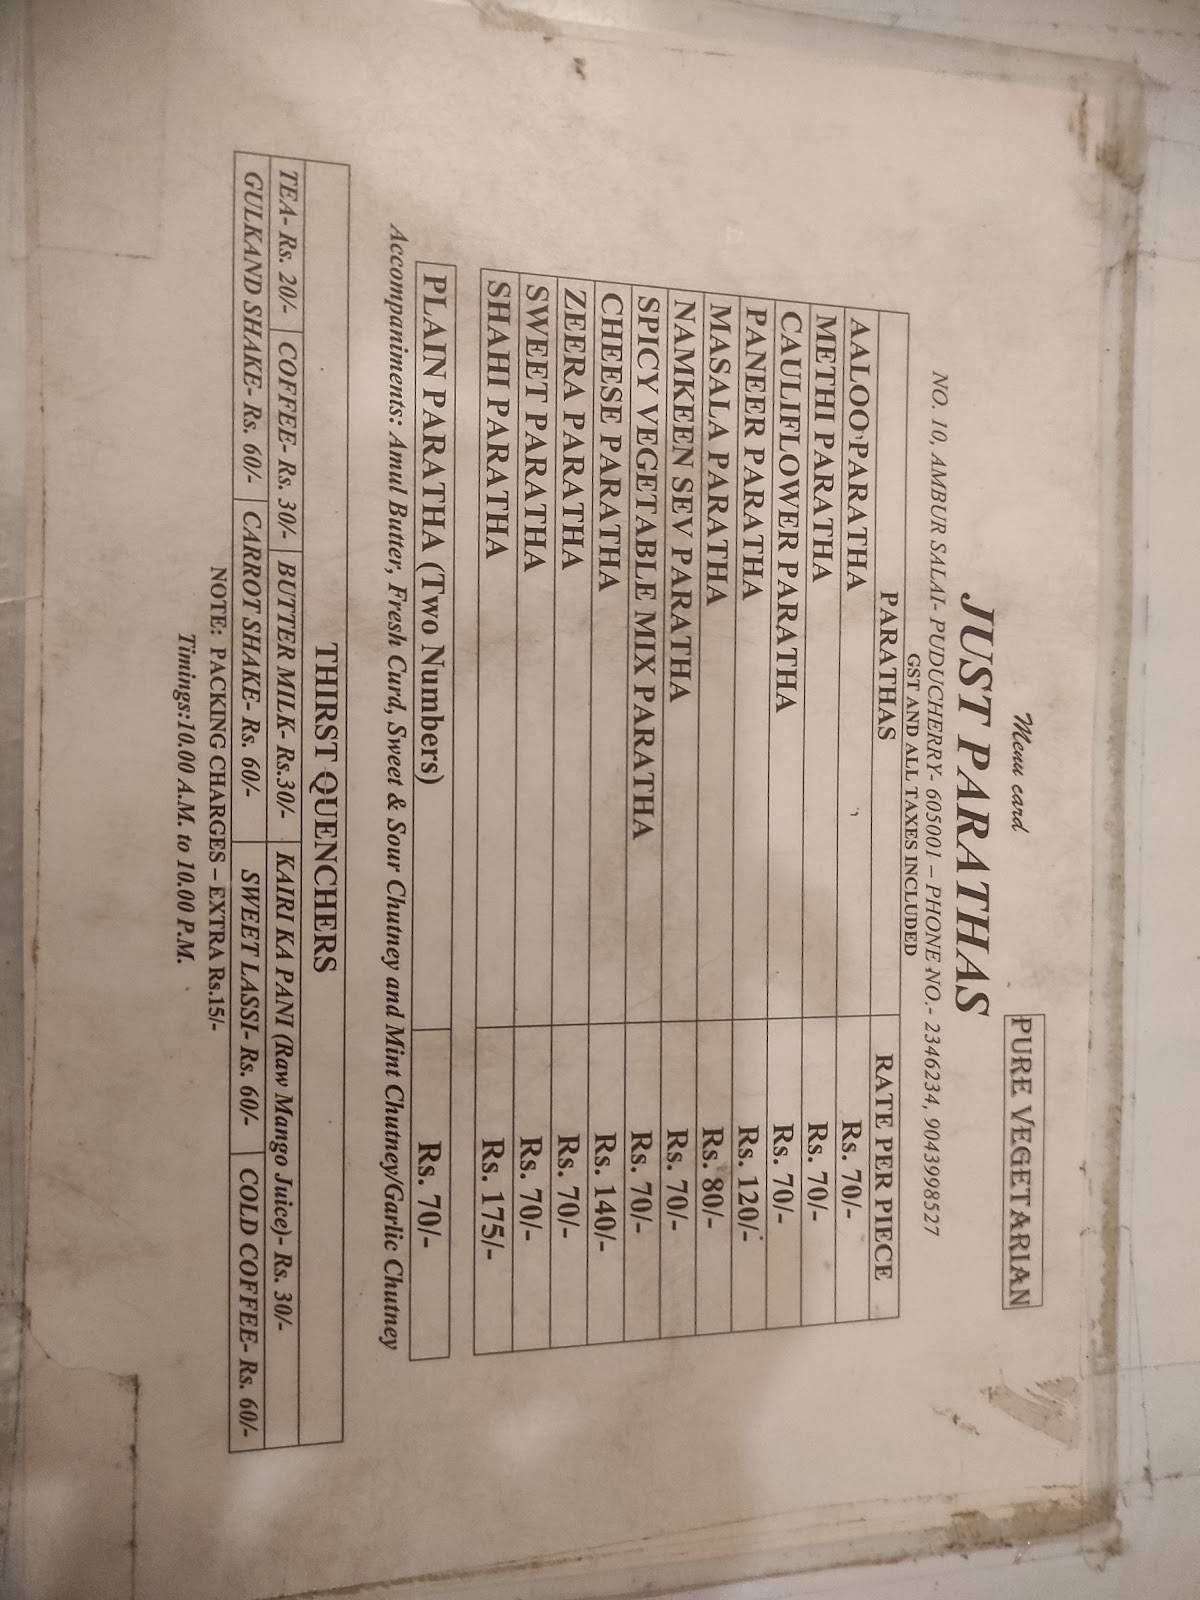 Menu card
PURE VEGETARIAN
JUST PARATHAS
NO. 10, AMBUR SALAI- PUDUCHERRY- 605001 – PHONE NO.- 2346234, 9043998527
GST AND ALL TAXES INCLUDED
PARATHAS RATE PER PIECE
AALOO PARATHA Rs. 70/-
METHI PARATHA Rs. 70/-
CAULIFLOWER PARATHA Rs. 70/-
PANEER PARATHA Rs. 120/-
MASALA PARATHA Rs. 80/-
NAMKEEN SEV PARATHA Rs. 70/-
SPICY VEGETABLE MIX PARATHA Rs. 70/-
CHEESE PARATHA Rs. 140/-
ZEERA PARATHA Rs. 70/-
SWEET PARATHA Rs. 70/-
SHAHI PARATHA Rs. 175/-
PLAIN PARATHA (Two Numbers) Rs. 70/-
Accompaniments: Amul Butter, Fresh Curd, Sweet & Sour Chutney and Mint Chutney/Garlic Chutney
THIRST QUENCHERS
TEA- Rs. 20/- COFFEE- Rs. 30/- BUTTER MILK- Rs.30/- KAIRI KA PANI (Raw Mango Juice)- Rs. 30/-
GULKAND SHAKE- Rs. 60/- CARROT SHAKE- Rs. 60/- SWEET LASSI- Rs. 60/- COLD COFFEE- Rs. 60/-
NOTE: PACKING CHARGES – EXTRA Rs.15/-
Timings:10.00 A.M. to 10.00 P.M.